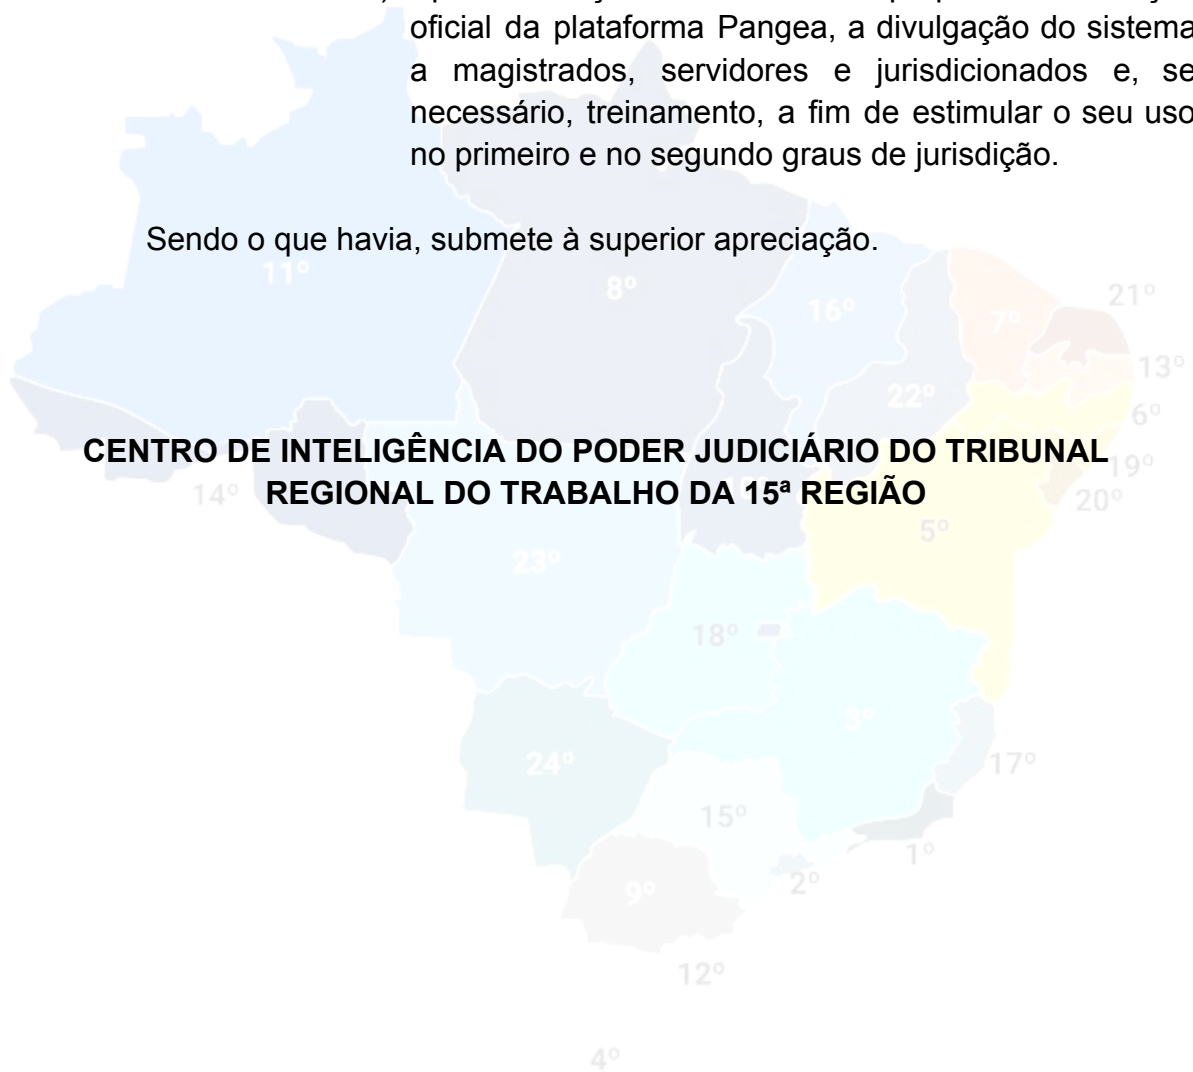 oficial da plataforma Pangea, a divulgação do sistema
a magistrados, servidores e jurisdicionados e, se
necessário, treinamento, a fim de estimular o seu uso
no primeiro e no segundo graus de jurisdição.
Sendo o que havia, submete à superior apreciação.
11º
8º
16º
7º
21º
13º
22º
6º
CENTRO DE INTELIGÊNCIA DO PODER JUDICIÁRIO DO TRIBUNAL
19º
14º
REGIONAL DO TRABALHO DA 15ª REGIÃO
20º
5º
23º
18º
3º
24º
17º
15º
1º
2º
9º
12º
4º